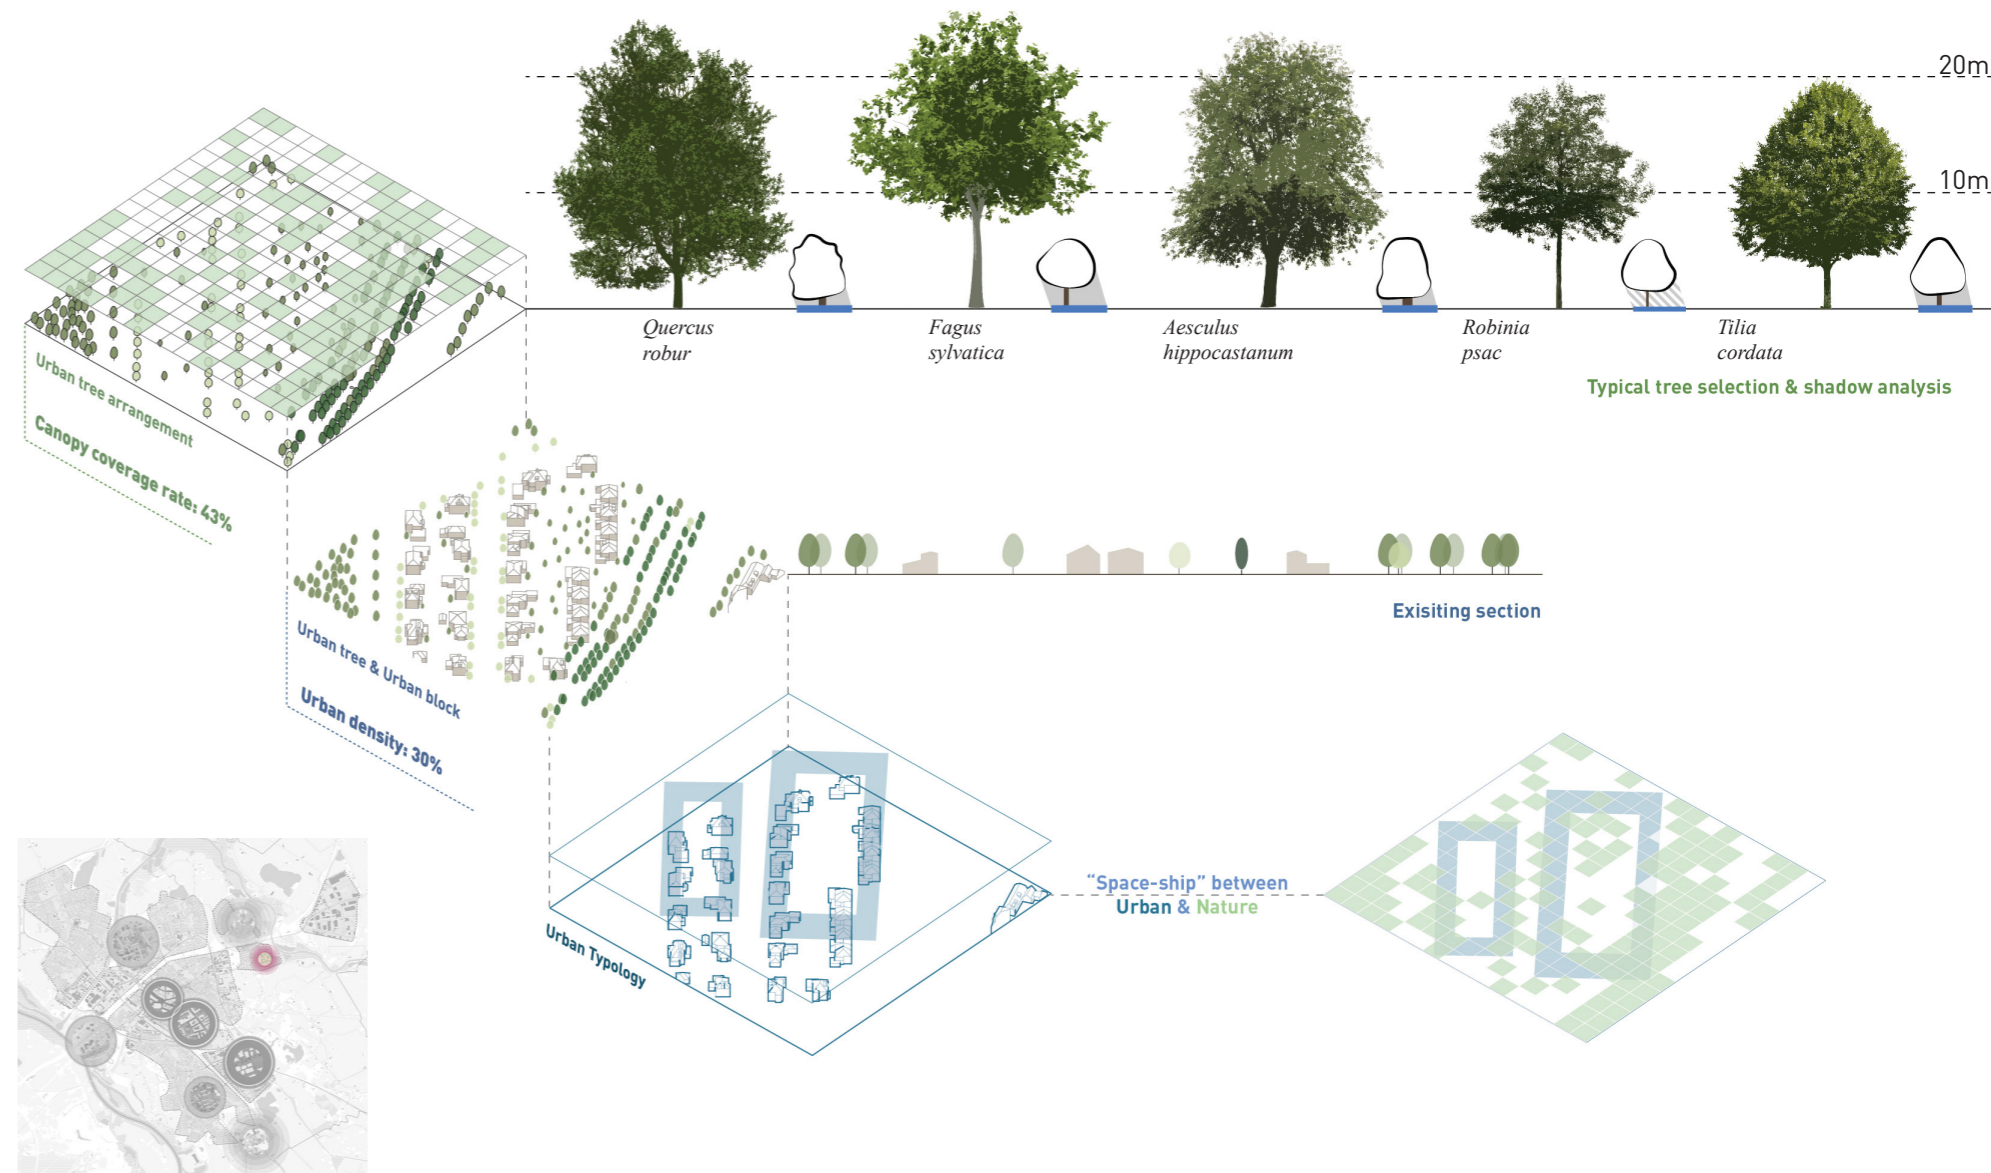 20m
10m
Quercus
robur
Fagus
sylvatica
Aesculus
hippocastanum
Robinia
psac
Tilia
cordata
Typical tree selection & shadow analysis
Urban tree arrangement
Canopy coverage rate: 43%
Exisiting section
Urban tree & Urban block
Urban density: 30%
Urban Typology
“Space-ship” between
Urban & Nature